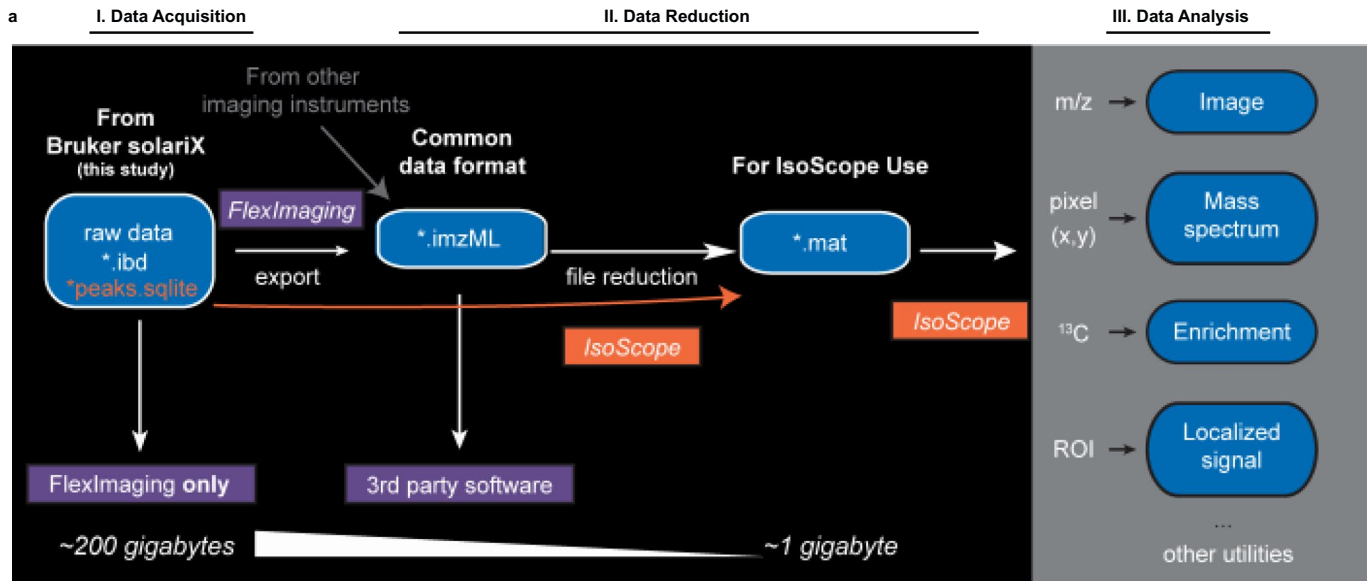 a
I. Data Acquisition
II. Data Reduction
III. Data Analysis
From other
imaging instruments
From
Bruker solariX
(this study)
Common
data format
For IsoScope Use
raw data
*.ibd
*peaks.sqlite
FlexImaging
export
*.imzML
file reduction
*.mat
IsoScope
IsoScope
FlexImaging only
3rd party software
~200 gigabytes
~1 gigabyte
m/z
Image
pixel
(x,y)
Mass
spectrum
¹³C
Enrichment
ROI
Localized
signal
...
other utilities